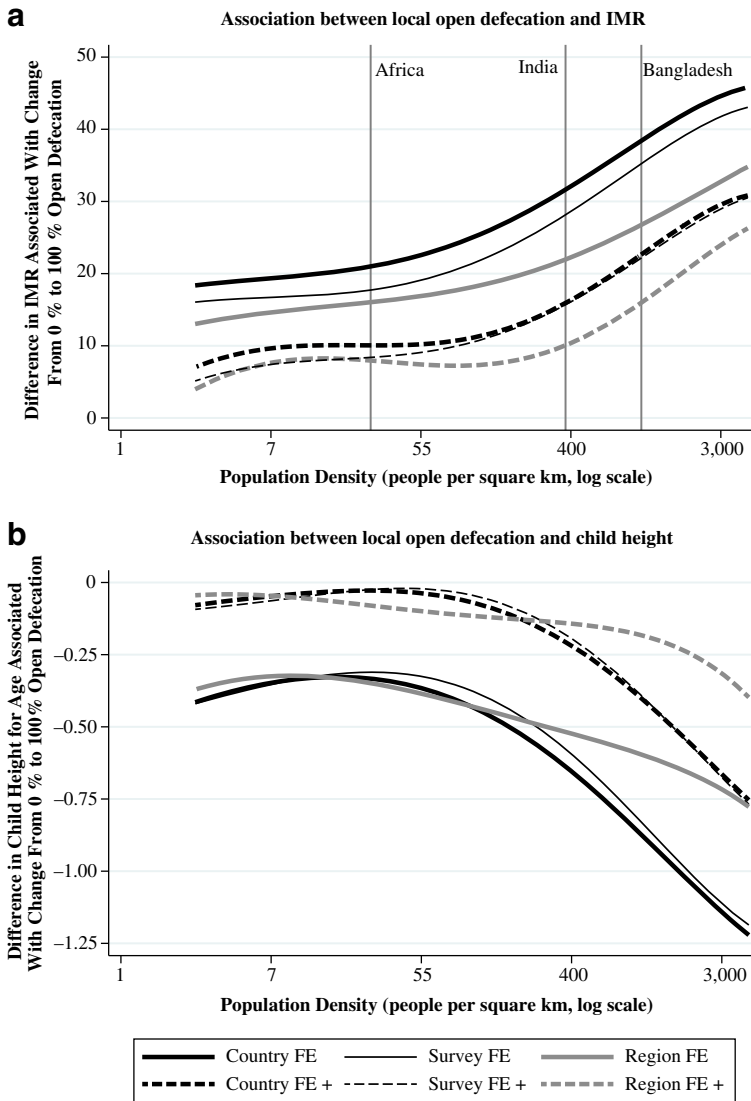 a
Association between local open defecation and IMR
Difference in IMR Associated With Change
From 0 % to 100 % Open Defecation
50
40
30
20
10
0
Africa
India
Bangladesh
1
7
55
400
3,000
Population Density (people per square km, log scale)
b
Association between local open defecation and child height
Difference in Child Height for Age Associated
With Change From 0 % to 100% Open Defecation
0
−0.25
−0.50
−0.75
−1.00
−1.25
1
7
55
400
3,000
Population Density (people per square km, log scale)
Country FE
Survey FE
Region FE
Country FE +
Survey FE +
Region FE +